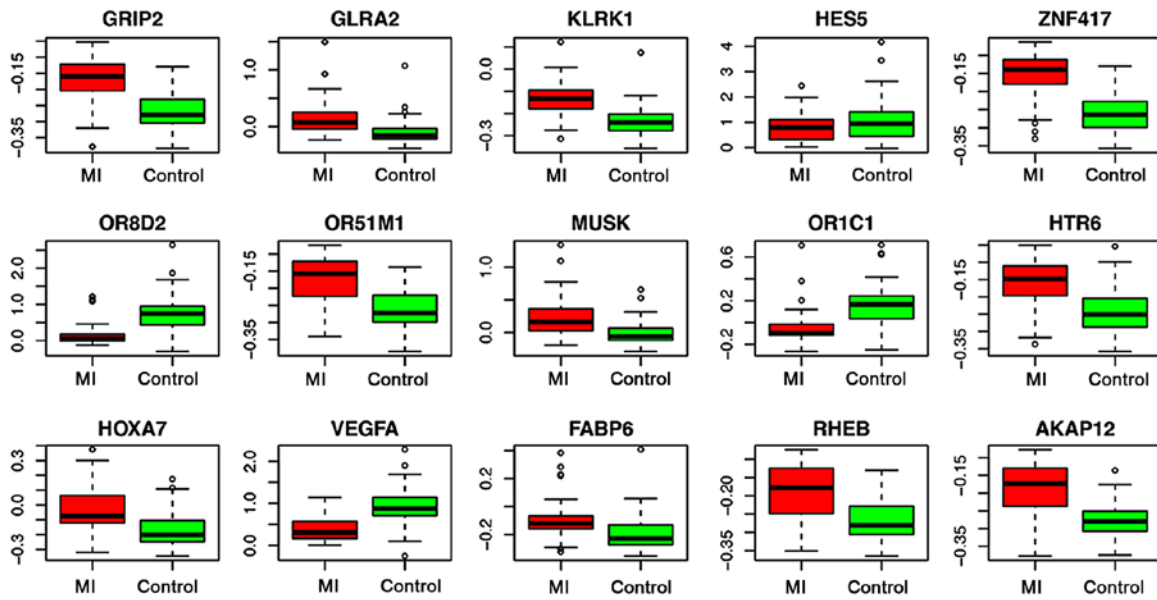 GRIP2 GLRA2 KLRK1 HES5 ZNF417
-0.15 -0.35 1.0 0.0 0.0 -0.3 4 3 2 1 0 -0.15 -0.35
MI Control MI Control MI Control MI Control MI Control
OR8D2 OR51M1 MUSK OR1C1 HTR6
2.0 1.0 0.0 -0.15 -0.35 1.0 0.0 0.6 0.2 -0.2 -0.15 -0.35
MI Control MI Control MI Control MI Control MI Control
HOXA7 VEGFA FABP6 RHEB AKAP12
0.3 0.0 -0.3 2.0 1.0 0.0 0.2 -0.2 -0.20 -0.35 -0.15 -0.35
MI Control MI Control MI Control MI Control MI Control